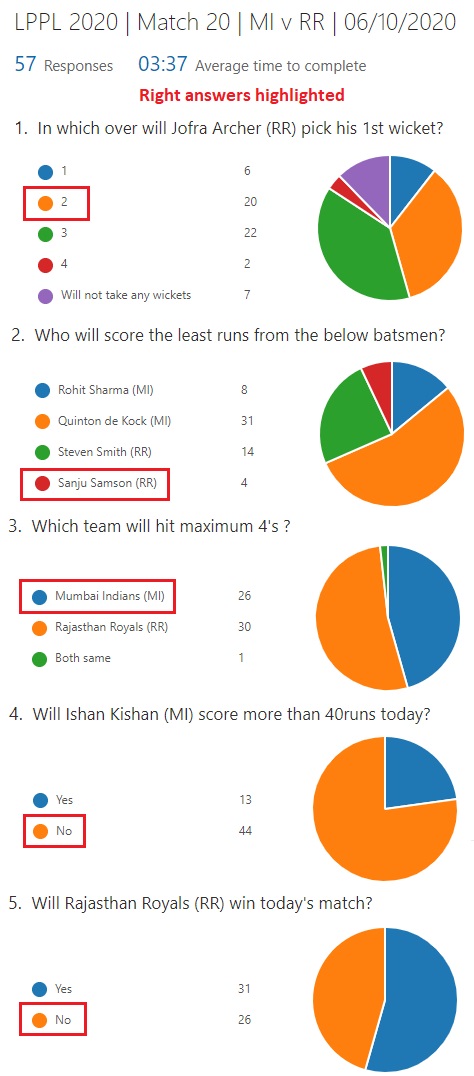 LPPL 2020 | Match 20 | MI v RR | 06/10/2020
57 Responses 03:37 Average time to complete
Right answers highlighted
1. In which over will Jofra Archer (RR) pick his 1st wicket?
1 6
2 20
3 22
4 2
Will not take any wickets 7
2. Who will score the least runs from the below batsmen?
Rohit Sharma (MI) 8
Quinton de Kock (MI) 31
Steven Smith (RR) 14
Sanju Samson (RR) 4
3. Which team will hit maximum 4's ?
Mumbai Indians (MI) 26
Rajasthan Royals (RR) 30
Both same 1
4. Will Ishan Kishan (MI) score more than 40runs today?
Yes 13
No 44
5. Will Rajasthan Royals (RR) win today's match?
Yes 31
No 26